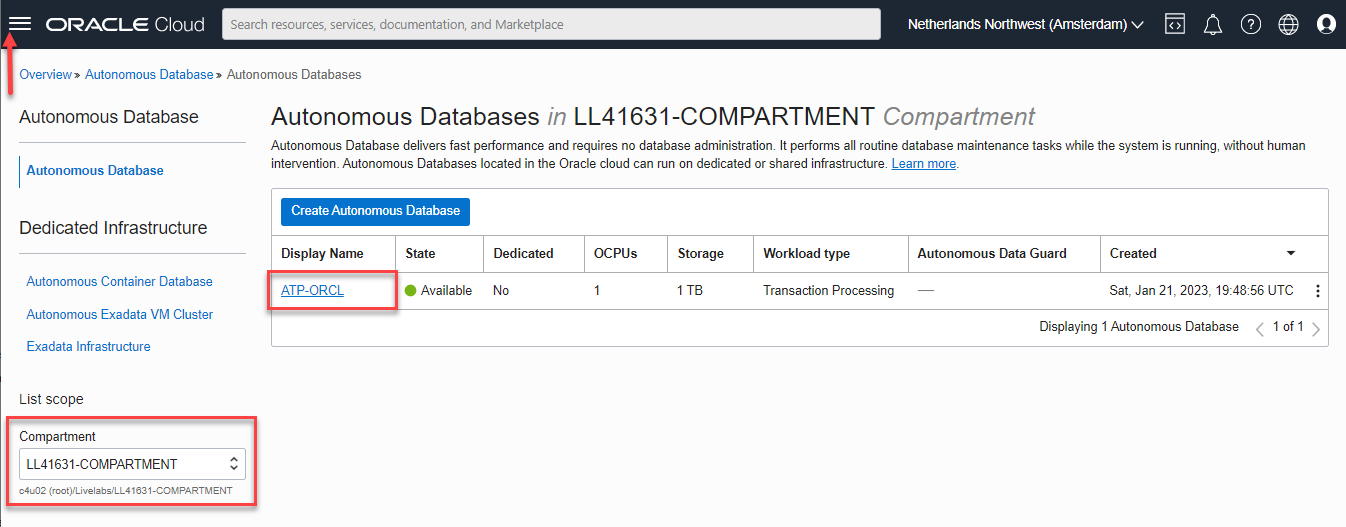 ORACLE Cloud
Search resources, services, documentation, and Marketplace
Netherlands Northwest (Amsterdam)
Overview » Autonomous Database » Autonomous Databases
Autonomous Database
Autonomous Database
Dedicated Infrastructure
Autonomous Container Database
Autonomous Exadata VM Cluster
Exadata Infrastructure
List scope
Compartment
LL41631-COMPARTMENT
c4u02 (root)/Livelabs/LL41631-COMPARTMENT
Autonomous Databases in LL41631-COMPARTMENT Compartment
Autonomous Database delivers fast performance and requires no database administration. It performs all routine database maintenance tasks while the system is running, without human
intervention. Autonomous Databases located in the Oracle cloud can run on dedicated or shared infrastructure. Learn more.
Create Autonomous Database
Display Name State Dedicated OCPUs Storage Workload type Autonomous Data Guard Created
ATP-ORCL Available No 1 1 TB Transaction Processing — Sat, Jan 21, 2023, 19:48:56 UTC
Displaying 1 Autonomous Database < 1 of 1 >